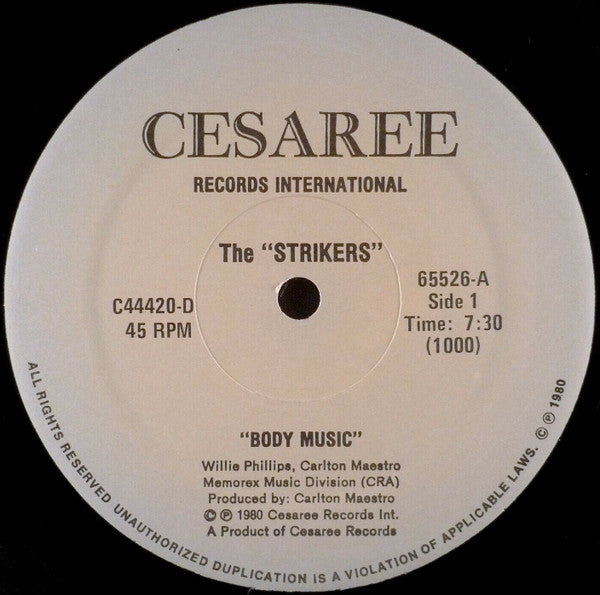 CESAREE
RECORDS INTERNATIONAL
The "STRIKERS"
C44420-D
45 RPM
65526-A
Side 1
Time: 7:30
(1000)
"BODY MUSIC"
Willie Phillips, Carlton Maestro
Memorex Music Division (CRA)
Produced by: Carlton Maestro
© ℗ 1980 Cesaree Records Int.
A Product of Cesaree Records
ALL RIGHTS RESERVED UNAUTHORIZED DUPLICATION IS A VIOLATION OF APPLICABLE LAWS. © ℗ 1980